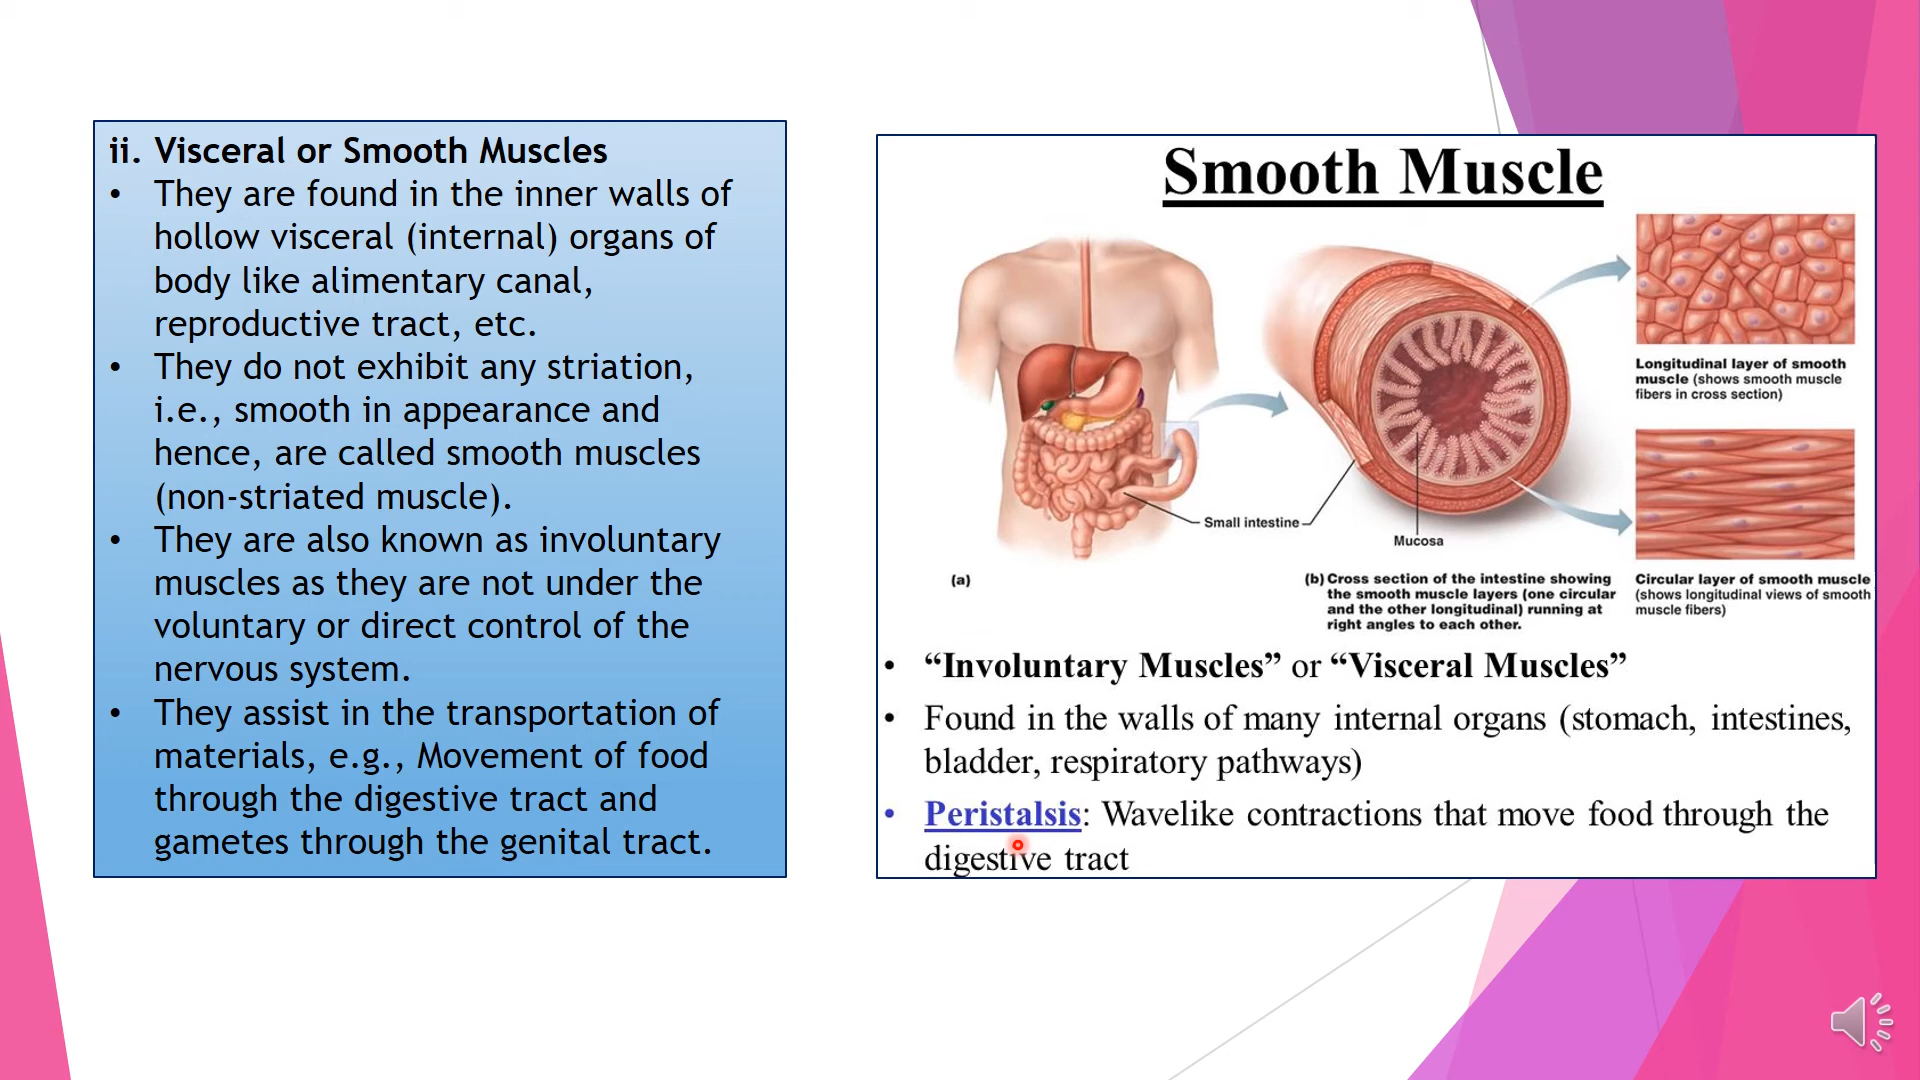 ii. Visceral or Smooth Muscles
• They are found in the inner walls of
hollow visceral (internal) organs of
body like alimentary canal,
reproductive tract, etc.
• They do not exhibit any striation,
i.e., smooth in appearance and
hence, are called smooth muscles
(non-striated muscle).
• They are also known as involuntary
muscles as they are not under the
voluntary or direct control of the
nervous system.
• They assist in the transportation of
materials, e.g., Movement of food
through the digestive tract and
gametes through the genital tract.
Smooth Muscle
Longitudinal layer of smooth
muscle (shows smooth muscle
fibers in cross section)
Small intestine
Mucosa
(a)
(b) Cross section of the intestine showing
the smooth muscle layers (one circular
and the other longitudinal) running at
right angles to each other.
Circular layer of smooth muscle
(shows longitudinal views of smooth
muscle fibers)
• “Involuntary Muscles” or “Visceral Muscles”
• Found in the walls of many internal organs (stomach, intestines,
bladder, respiratory pathways)
• Peristalsis: Wavelike contractions that move food through the
digestive tract